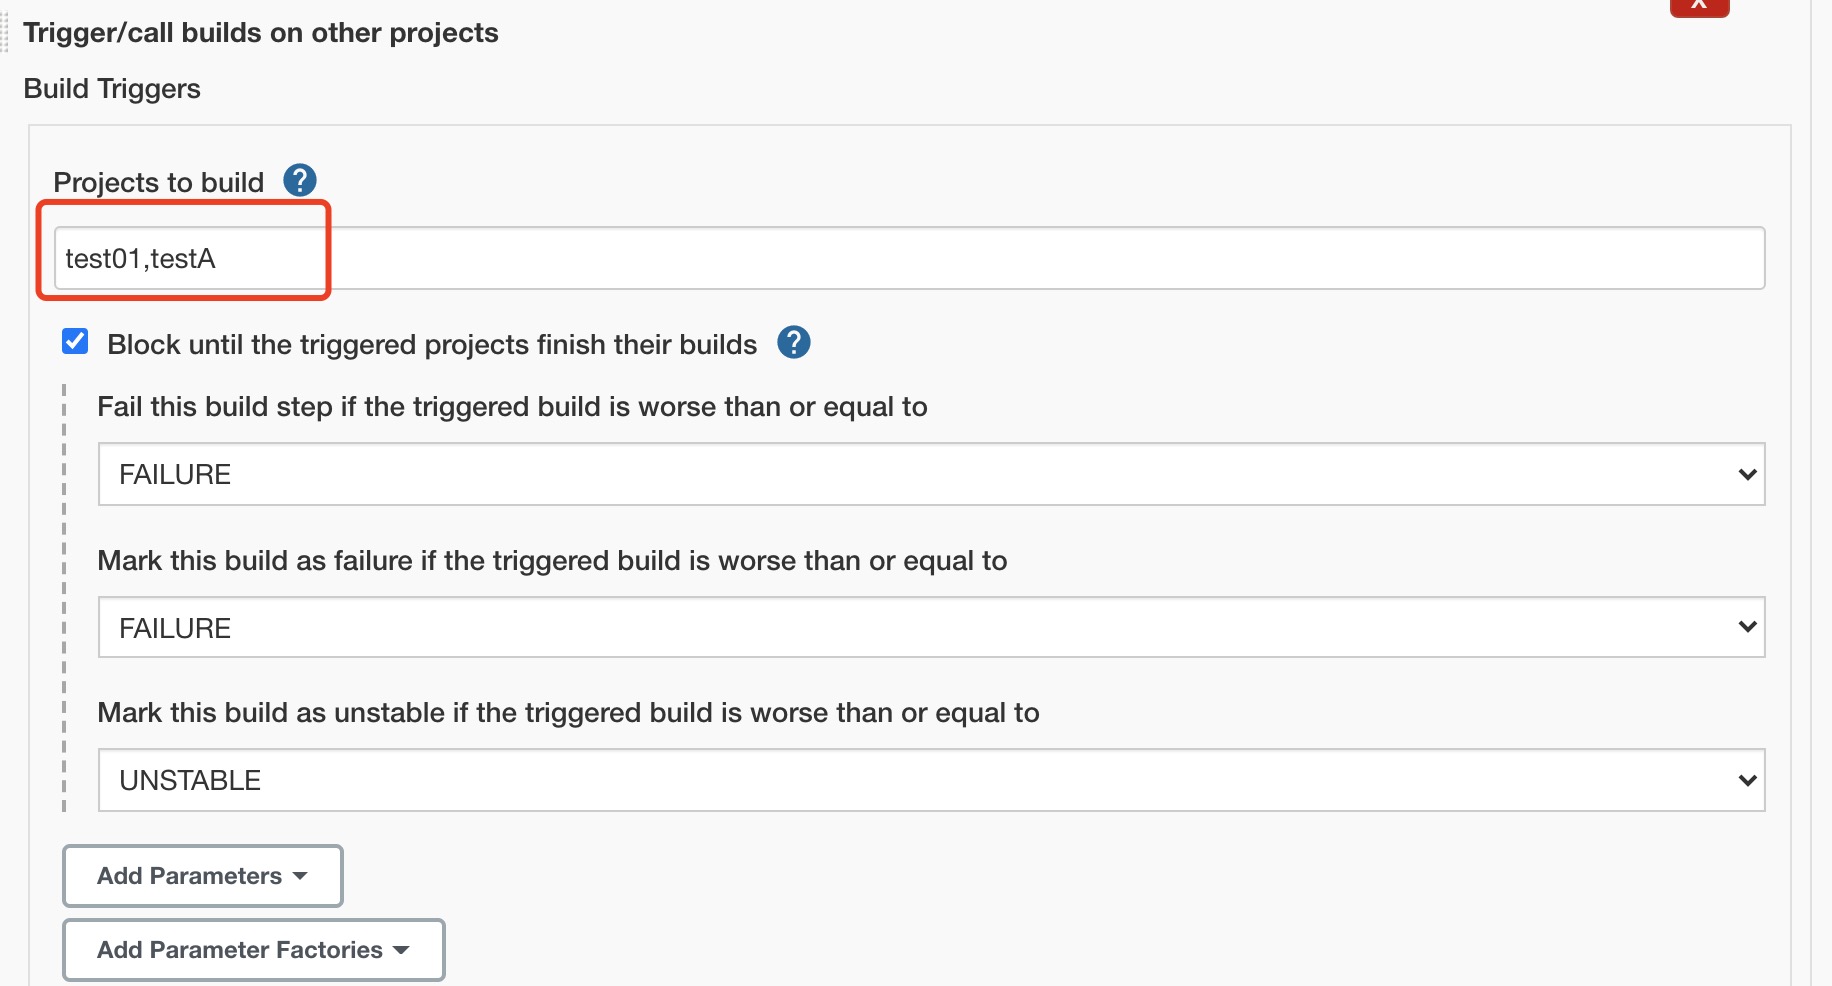 X
Trigger/call builds on other projects
Build Triggers
Projects to build ?
test01,testA
Block until the triggered projects finish their builds ?
Fail this build step if the triggered build is worse than or equal to
FAILURE
Mark this build as failure if the triggered build is worse than or equal to
FAILURE
Mark this build as unstable if the triggered build is worse than or equal to
UNSTABLE
Add Parameters
Add Parameter Factories